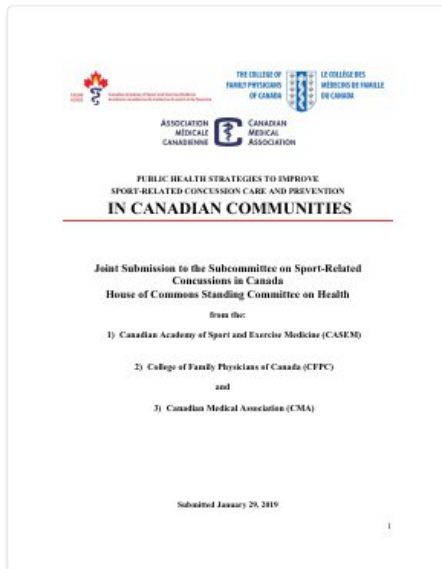 THE COLLEGE OF
FAMILY PHYSICIANS
OF CANADA
LE COLLÈGE DES
MÉDECINS DE FAMILLE
DU CANADA
ASSOCIATION
MÉDICALE
CANADIENNE
CANADIAN
MEDICAL
ASSOCIATION
PUBLIC HEALTH STRATEGIES TO IMPROVE
SPORT-RELATED CONCUSSION CARE AND PREVENTION
IN CANADIAN COMMUNITIES
Joint Submission to the Subcommittee on Sport-Related
Concussions in Canada
House of Commons Standing Committee on Health
from the:
1) Canadian Academy of Sport and Exercise Medicine (CASEM)
2) College of Family Physicians of Canada (CFPC)
and
3) Canadian Medical Association (CMA)
Submitted January 29, 2019
1